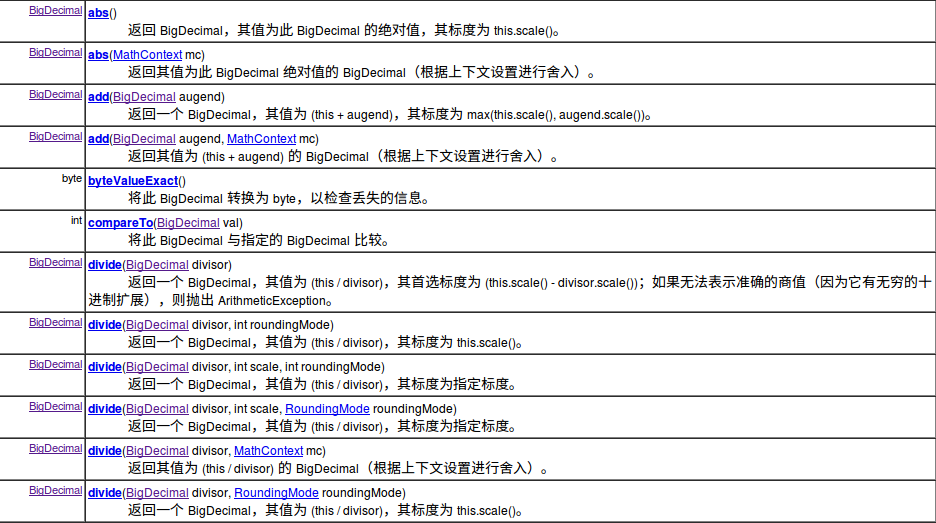 BigDecimal abs()
返回 BigDecimal，其值为此 BigDecimal 的绝对值，其标度为 this.scale()。
BigDecimal abs(MathContext mc)
返回其值为此 BigDecimal 绝对值的 BigDecimal（根据上下文设置进行舍入）。
BigDecimal add(BigDecimal augend)
返回一个 BigDecimal，其值为 (this + augend)，其标度为 max(this.scale(), augend.scale())。
BigDecimal add(BigDecimal augend, MathContext mc)
返回其值为 (this + augend) 的 BigDecimal（根据上下文设置进行舍入）。
byte byteValueExact()
将此 BigDecimal 转换为 byte，以检查丢失的信息。
int compareTo(BigDecimal val)
将此 BigDecimal 与指定的 BigDecimal 比较。
BigDecimal divide(BigDecimal divisor)
返回一个 BigDecimal，其值为 (this / divisor)，其首选标度为 (this.scale() - divisor.scale())；如果无法表示准确的商值（因为它有无穷的十
进制扩展），则抛出 ArithmeticException。
BigDecimal divide(BigDecimal divisor, int roundingMode)
返回一个 BigDecimal，其值为 (this / divisor)，其标度为 this.scale()。
BigDecimal divide(BigDecimal divisor, int scale, int roundingMode)
返回一个 BigDecimal，其值为 (this / divisor)，其标度为指定标度。
BigDecimal divide(BigDecimal divisor, int scale, RoundingMode roundingMode)
返回一个 BigDecimal，其值为 (this / divisor)，其标度为指定标度。
BigDecimal divide(BigDecimal divisor, MathContext mc)
返回其值为 (this / divisor) 的 BigDecimal（根据上下文设置进行舍入）。
BigDecimal divide(BigDecimal divisor, RoundingMode roundingMode)
返回一个 BigDecimal，其值为 (this / divisor)，其标度为 this.scale()。